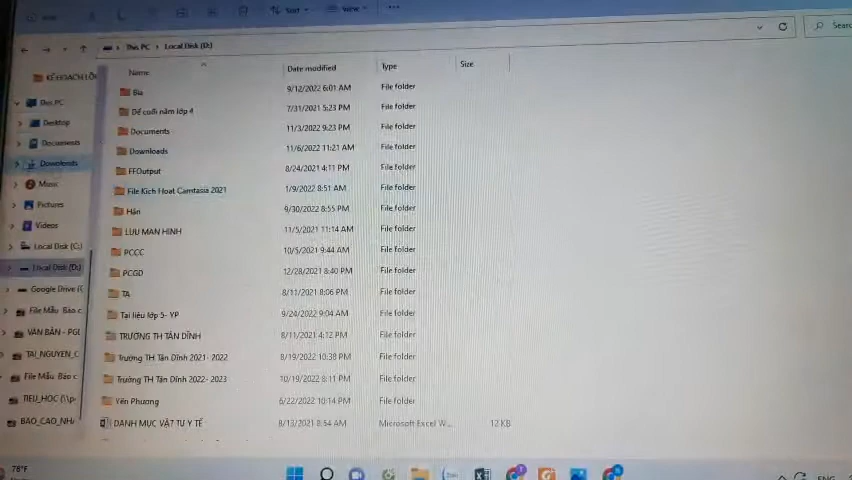 Sort
View
This PC > Local Disk (D:)
Searc
Name
Date modified
Type
Size
KẾ HOẠCH LỚ
This PC
Desktop
Documents
Downloads
Music
Pictures
Videos
Local Disk (C:)
Local Disk (D:)
Google Drive (
File Mẫu Báo c
VĂN BẢN - PG
TAI_NGUYEN_C
File Mẫu Báo c
TIEU_HOC (\\p-
BAO_CAO_NH
Bìa 9/12/2022 6:01 AM File folder
Đề cuối năm lớp 4 7/31/2021 5:23 PM File folder
Documents 11/3/2022 9:23 PM File folder
Downloads 11/6/2022 11:21 AM File folder
FFOutput 8/24/2021 4:11 PM File folder
File Kich Hoat Camtasia 2021 1/9/2022 8:51 AM File folder
Hân 9/30/2022 8:55 PM File folder
LUU MAN HINH 11/5/2021 11:14 AM File folder
PCCC 10/5/2021 9:44 AM File folder
PCGD 12/28/2021 8:40 PM File folder
TA 8/11/2021 8:06 PM File folder
Tài liệu lớp 5- YP 9/24/2022 9:04 AM File folder
TRƯỜNG TH TÂN DĨNH 8/11/2021 4:12 PM File folder
Trường TH Tân Dĩnh 2021- 2022 8/19/2022 10:38 PM File folder
Trường TH Tân Dĩnh 2022- 2023 10/19/2022 8:11 PM File folder
Yên Phương 6/22/2022 10:14 PM File folder
DANH MỤC VẬT TƯ Y TẾ 8/13/2021 8:54 AM Microsoft Excel W... 12 KB
78°F
ENG